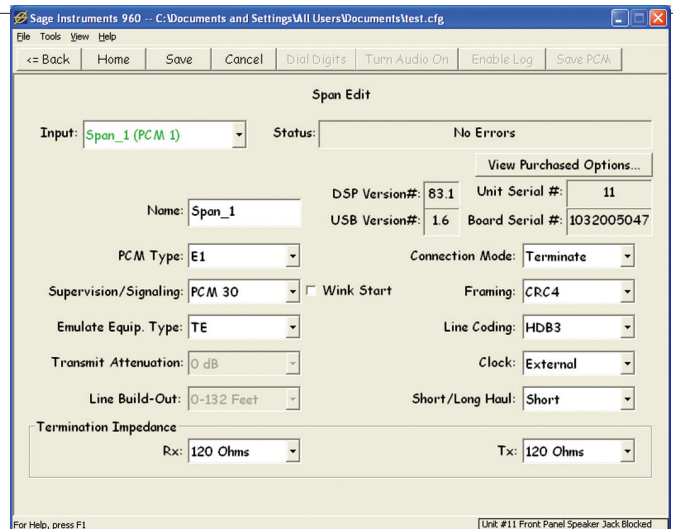 Sage Instruments 960 -- C:\Documents and Settings\All Users\Documents\test.cfg
File Tools View Help
<= Back Home Save Cancel Dial Digits Turn Audio On Enable Log Save PCM
Span Edit
Input: Span_1 (PCM 1) Status: No Errors
View Purchased Options...
DSP Version#: 83.1 Unit Serial #: 11
Name: Span_1 USB Version#: 1.6 Board Serial #: 1032005047
PCM Type: E1 Connection Mode: Terminate
Supervision/Signaling: PCM 30 Wink Start Framing: CRC4
Emulate Equip. Type: TE Line Coding: HDB3
Transmit Attenuation: 0 dB Clock: External
Line Build-Out: 0-132 Feet Short/Long Haul: Short
Termination Impedance
Rx: 120 Ohms Tx: 120 Ohms
For Help, press F1 Unit #11 Front Panel Speaker Jack Blocked